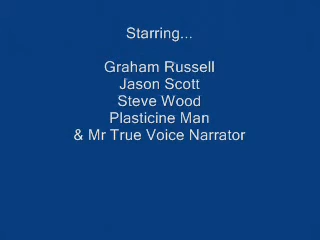 Starring...
Graham Russell
Jason Scott
Steve Wood
Plasticine Man
& Mr True Voice Narrator